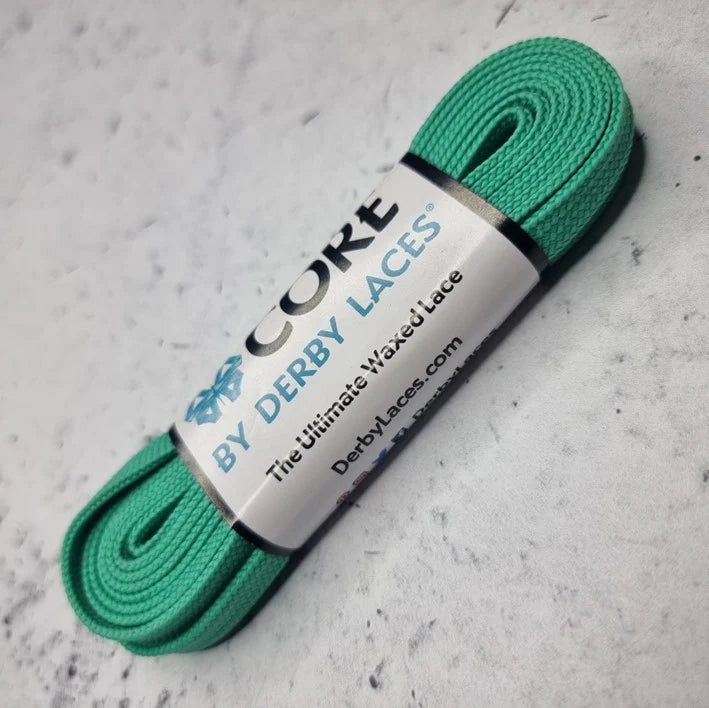 CORE
BY DERBY LACES®
The Ultimate Waxed Lace
DerbyLaces.com